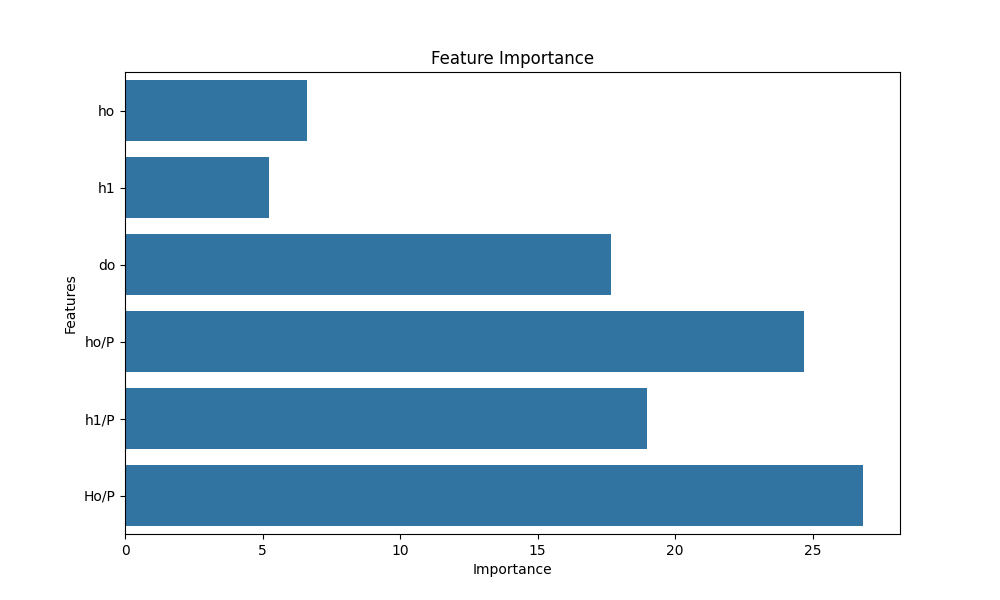 Feature Importance
Features
ho
h1
do
ho/P
h1/P
Ho/P
0 5 10 15 20 25
Importance